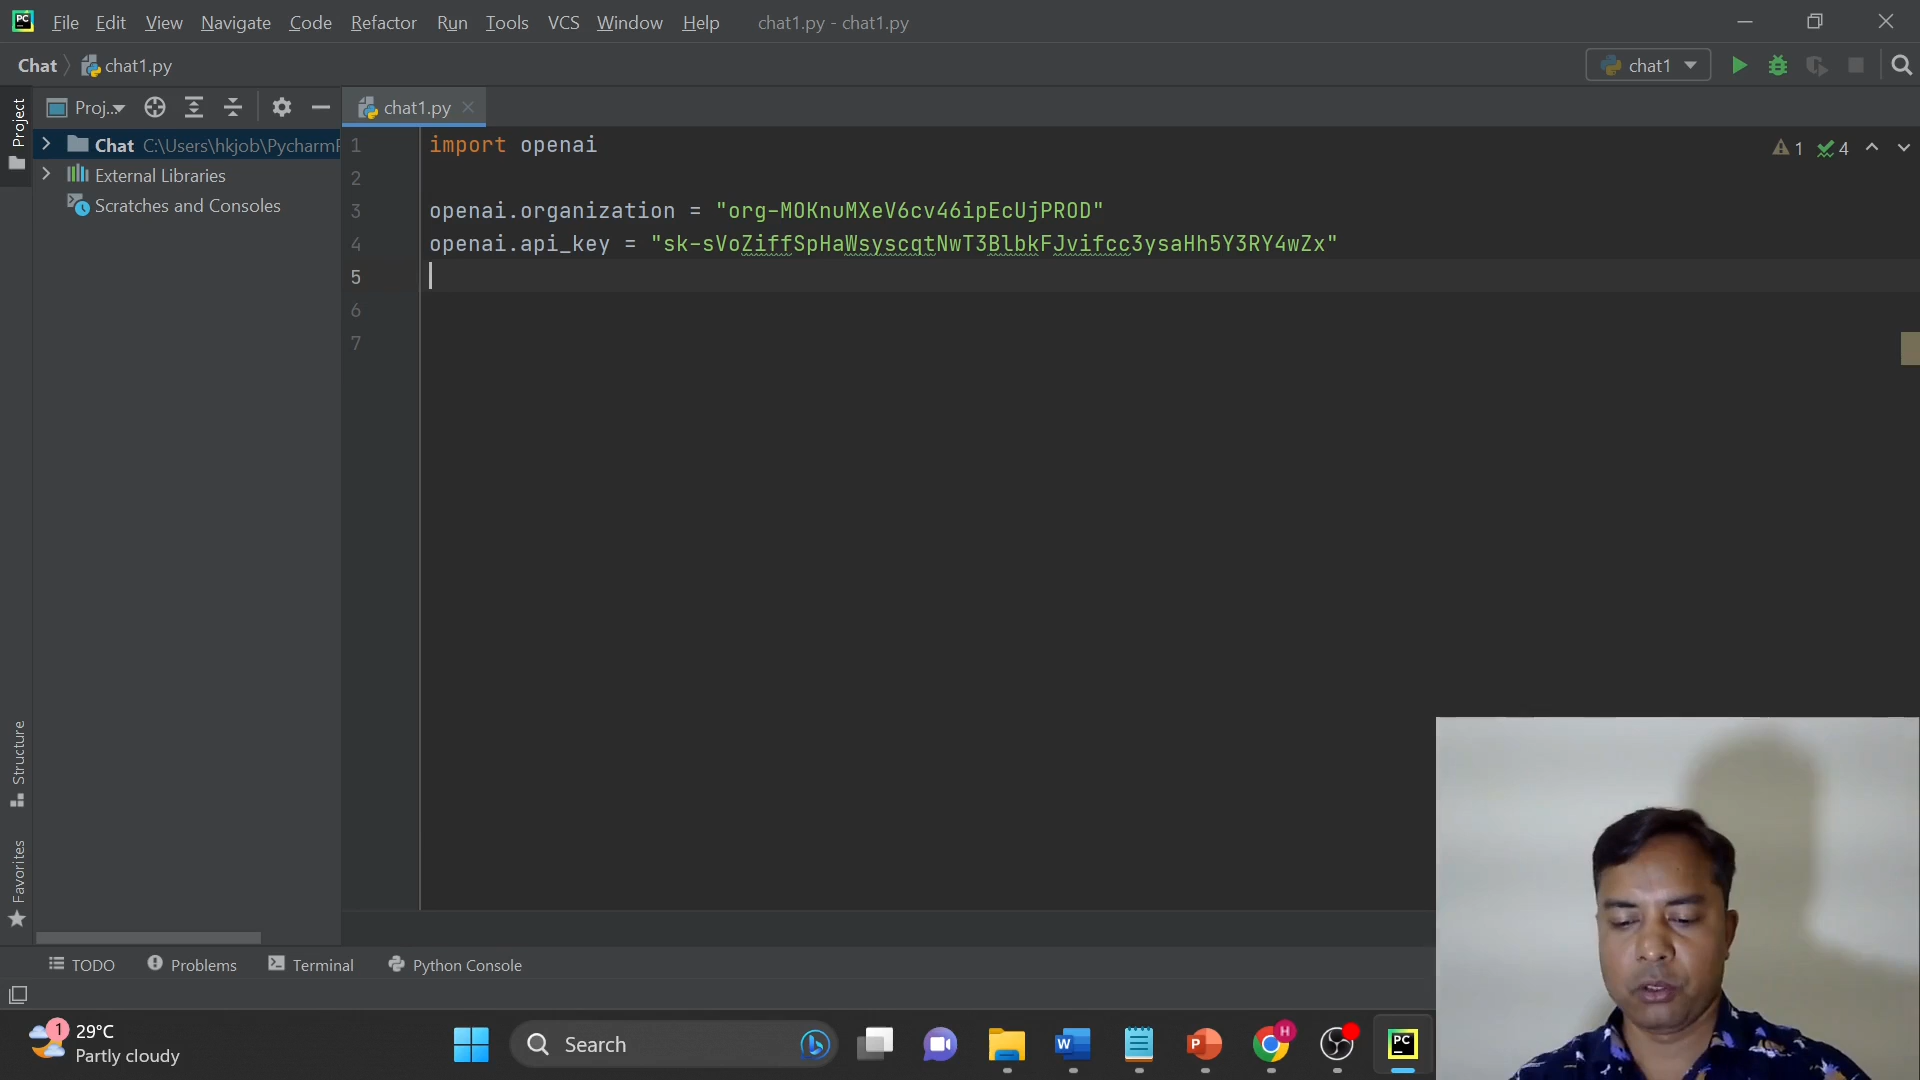 File Edit View Navigate Code Refactor Run Tools VCS Window Help chat1.py - chat1.py
Chat chat1.py
chat1
Project
Proj...
chat1.py
Chat C:\Users\hkjob\PycharmP
External Libraries
Scratches and Consoles
1 import openai
2
3 openai.organization = "org-MOKnuMXeV6cv46ipEcUjPROD"
4 openai.api_key = "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"
5
6
7
1 4
Structure
Favorites
TODO Problems Terminal Python Console
1
29°C
Partly cloudy
Search
W
P
H
PC